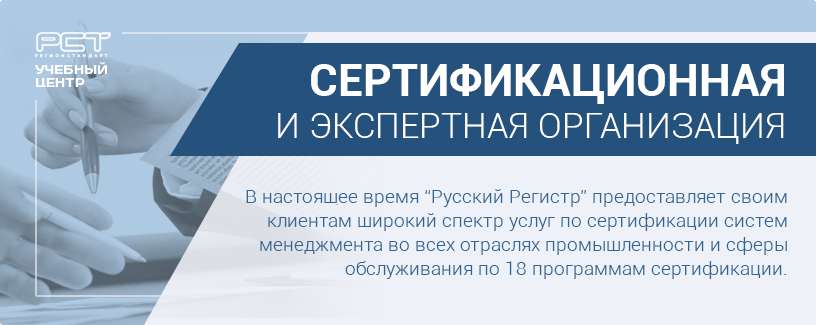 РСТ
РЕГИОНСТАНДАРТ
УЧЕБНЫЙ
ЦЕНТР
СЕРТИФИКАЦИОННАЯ
И ЭКСПЕРТНАЯ ОРГАНИЗАЦИЯ
В настоящее время “Русский Регистр” предоставляет своим
клиентам широкий спектр услуг по сертификации систем
менеджмента во всех отраслях промышленности и сферы
обслуживания по 18 программам сертификации.